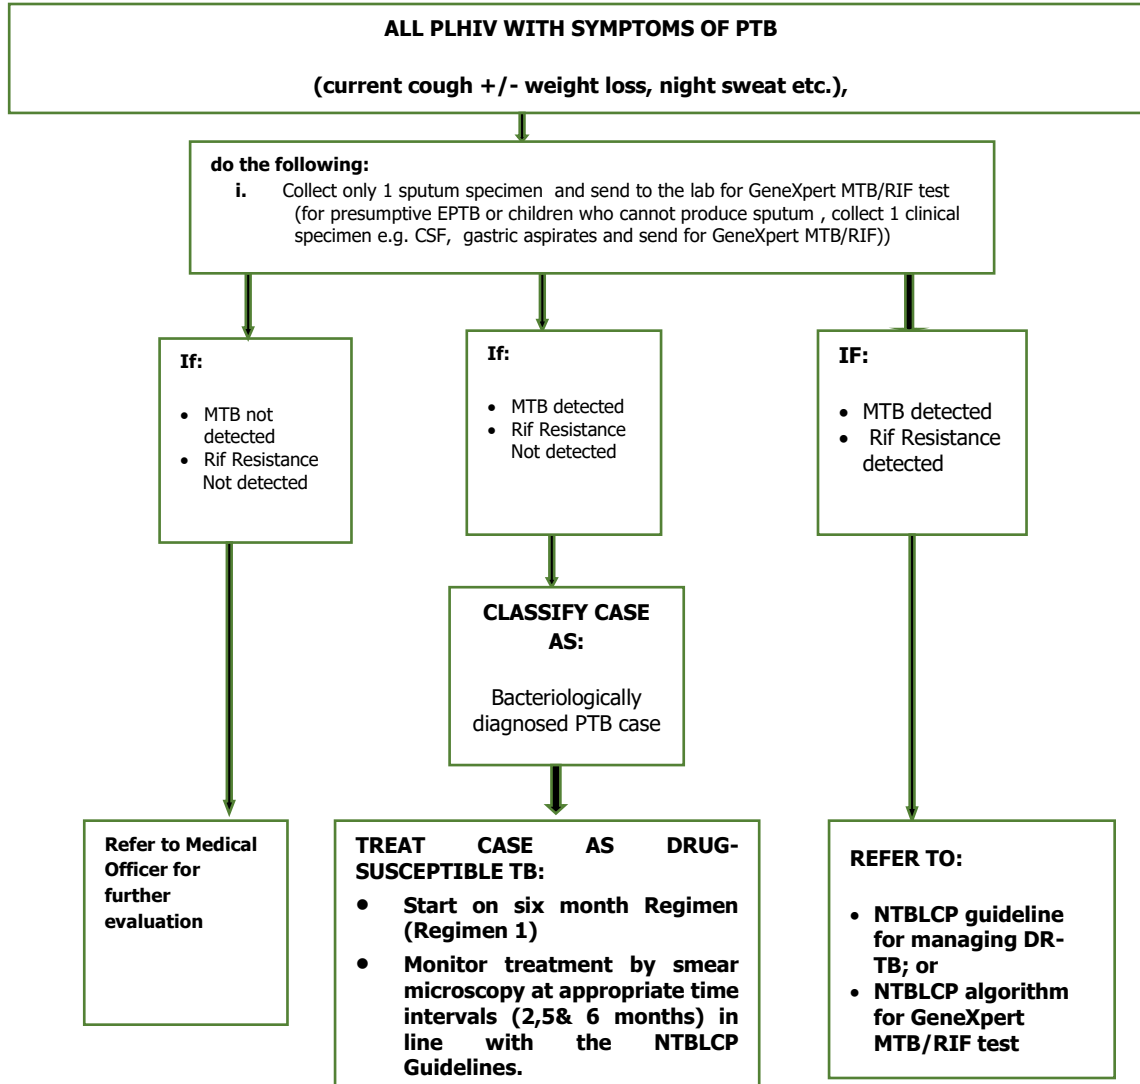 ALL PLHIV WITH SYMPTOMS OF PTB
(current cough +/- weight loss, night sweat etc.),
do the following:
i. Collect only 1 sputum specimen and send to the lab for GeneXpert MTB/RIF test
(for presumptive EPTB or children who cannot produce sputum , collect 1 clinical
specimen e.g. CSF, gastric aspirates and send for GeneXpert MTB/RIF))
If:
• MTB not
detected
• Rif Resistance
Not detected
If:
• MTB detected
• Rif Resistance
Not detected
IF:
• MTB detected
• Rif Resistance
detected
CLASSIFY CASE
AS:
Bacteriologically
diagnosed PTB case
Refer to Medical
Officer for
further
evaluation
TREAT CASE AS DRUG-
SUSCEPTIBLE TB:
• Start on six month Regimen
(Regimen 1)
• Monitor treatment by smear
microscopy at appropriate time
intervals (2,5& 6 months) in
line with the NTBLCP
Guidelines.
REFER TO:
• NTBLCP guideline
for managing DR-
TB; or
• NTBLCP algorithm
for GeneXpert
MTB/RIF test